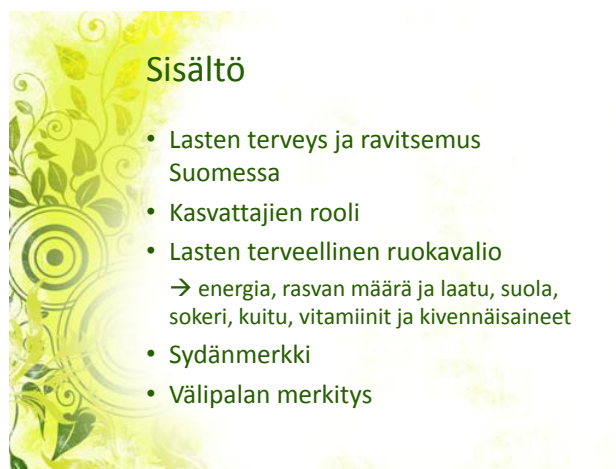 Sisältö
• Lasten terveys ja ravitsemus
Suomessa
• Kasvattajien rooli
• Lasten terveellinen ruokavalio
→ energia, rasvan määrä ja laatu, suola,
sokeri, kuitu, vitamiinit ja kivennäisaineet
• Sydänmerkki
• Välipalan merkitys